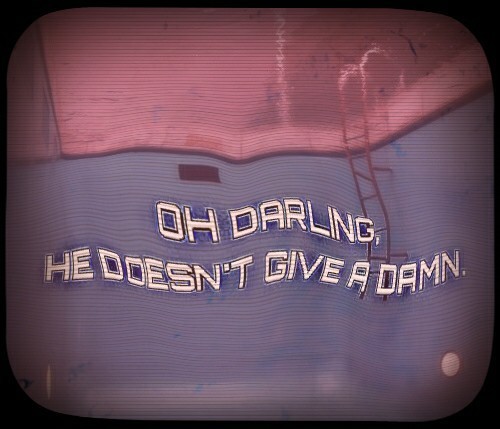 OH DARLING,
HE DOESN'T GIVE A DAMN.